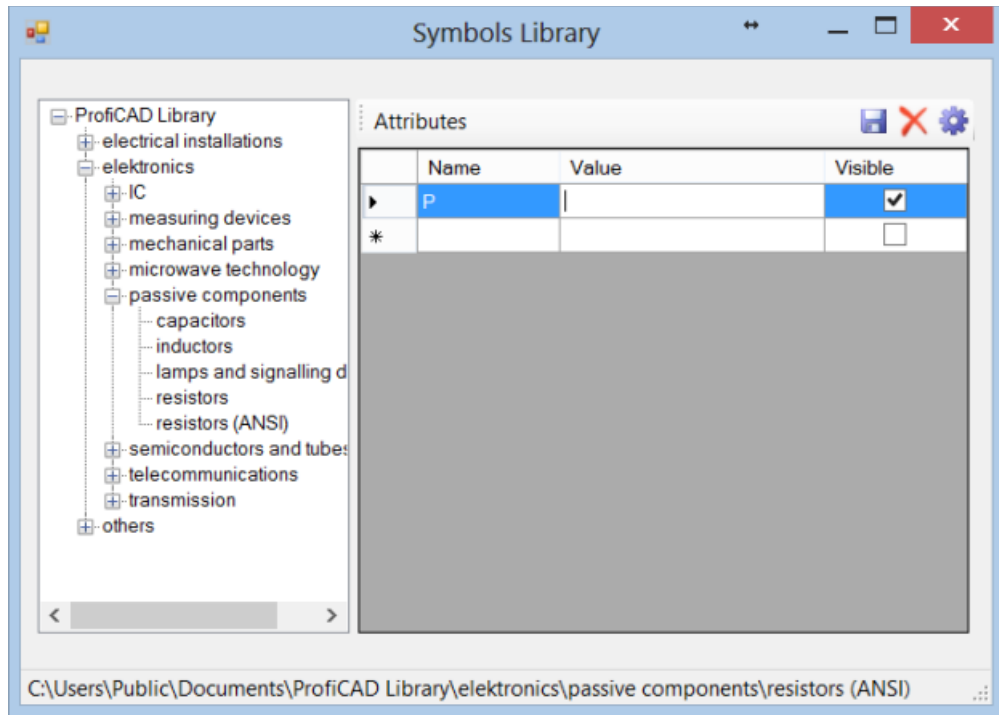 Symbols Library
ProfiCAD Library
electrical installations
elektronics
IC
measuring devices
mechanical parts
microwave technology
passive components
capacitors
inductors
lamps and signalling d
resistors
resistors (ANSI)
semiconductors and tubes
telecommunications
transmission
others
Attributes
Name Value Visible
P
C:\Users\Public\Documents\ProfiCAD Library\elektronics\passive components\resistors (ANSI)